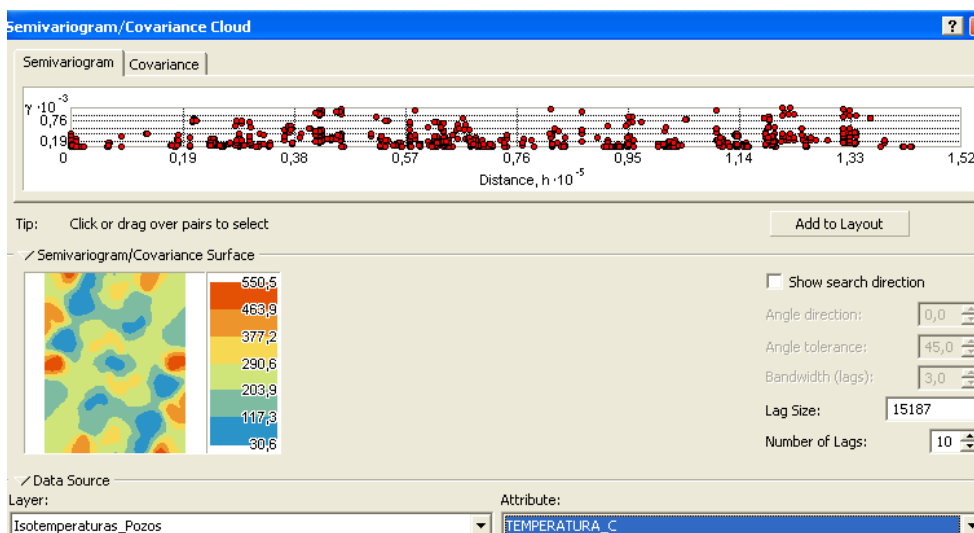 Semivariogram/Covariance Cloud
Semivariogram Covariance
γ ·10⁻³
0,76
0,19
0 0,19 0,38 0,57 0,76 0,95 1,14 1,33 1,52
Distance, h ·10⁻⁵
Tip: Click or drag over pairs to select Add to Layout
Semivariogram/Covariance Surface
550,5
463,9
377,2
290,6
203,9
117,3
30,6
Show search direction
Angle direction: 0,0
Angle tolerance: 45,0
Bandwidth (lags): 3,0
Lag Size: 15187
Number of Lags: 10
Data Source
Layer: Attribute:
Isotemperaturas_Pozos TEMPERATURA_C